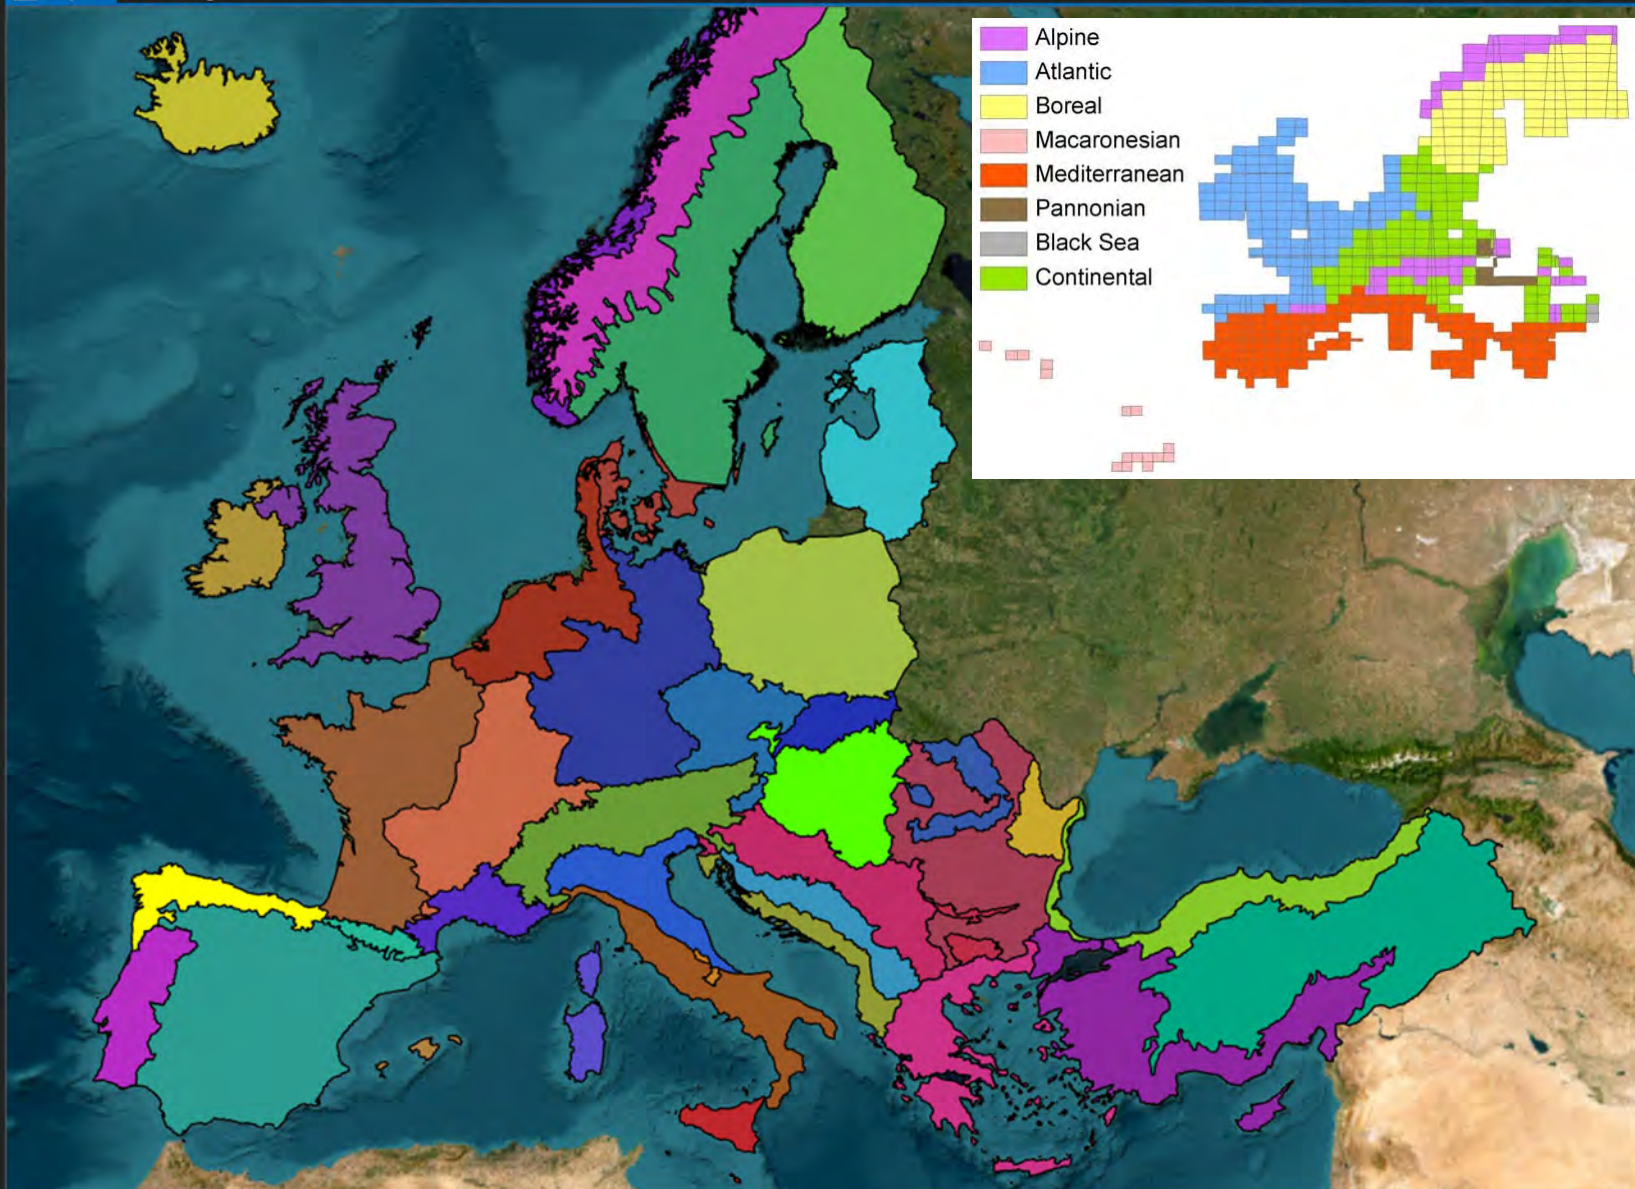 Alpine
Atlantic
Boreal
Macaronesian
Mediterranean
Pannonian
Black Sea
Continental